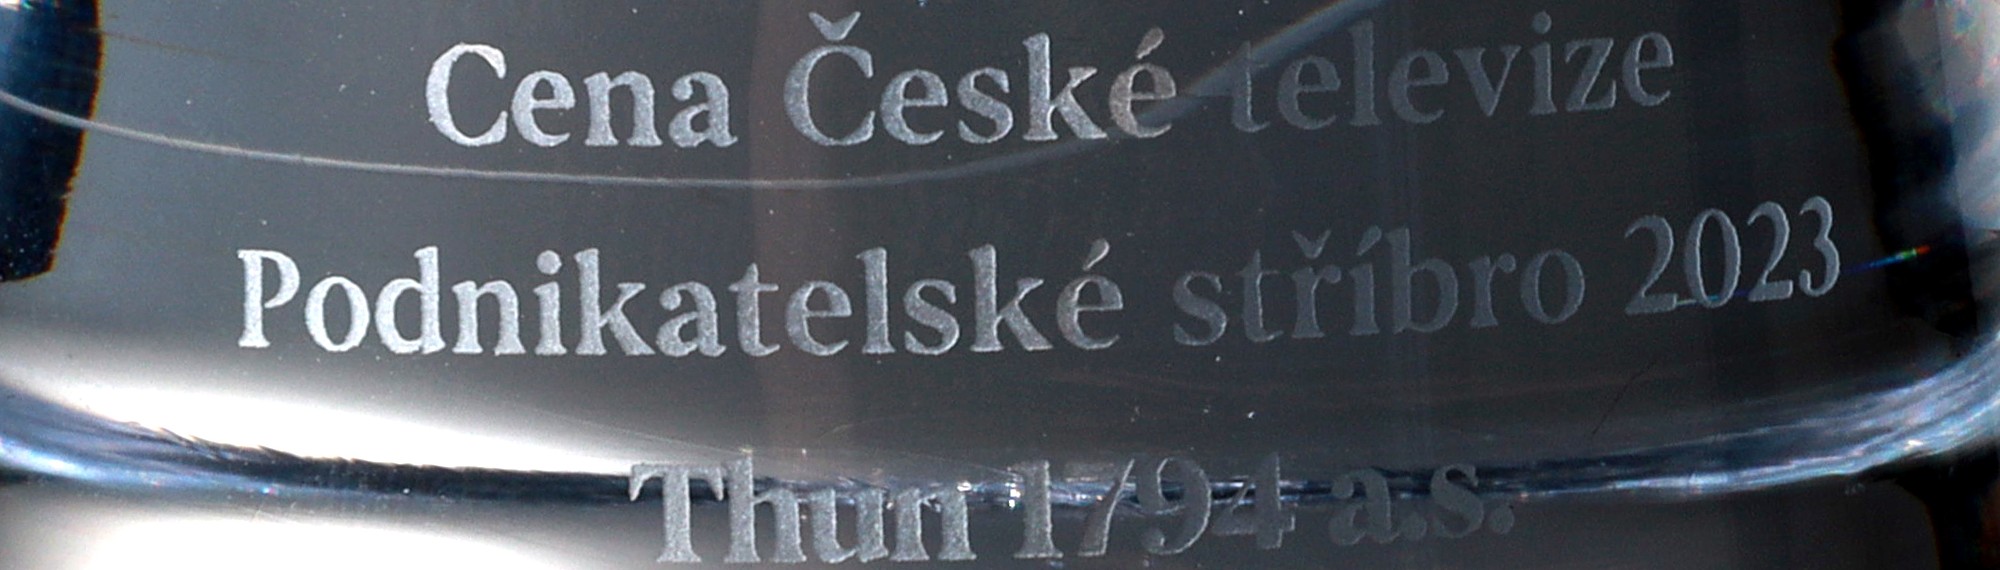 Cena České televize
Podnikatelské stříbro 2023
Thun 1794 a.s.